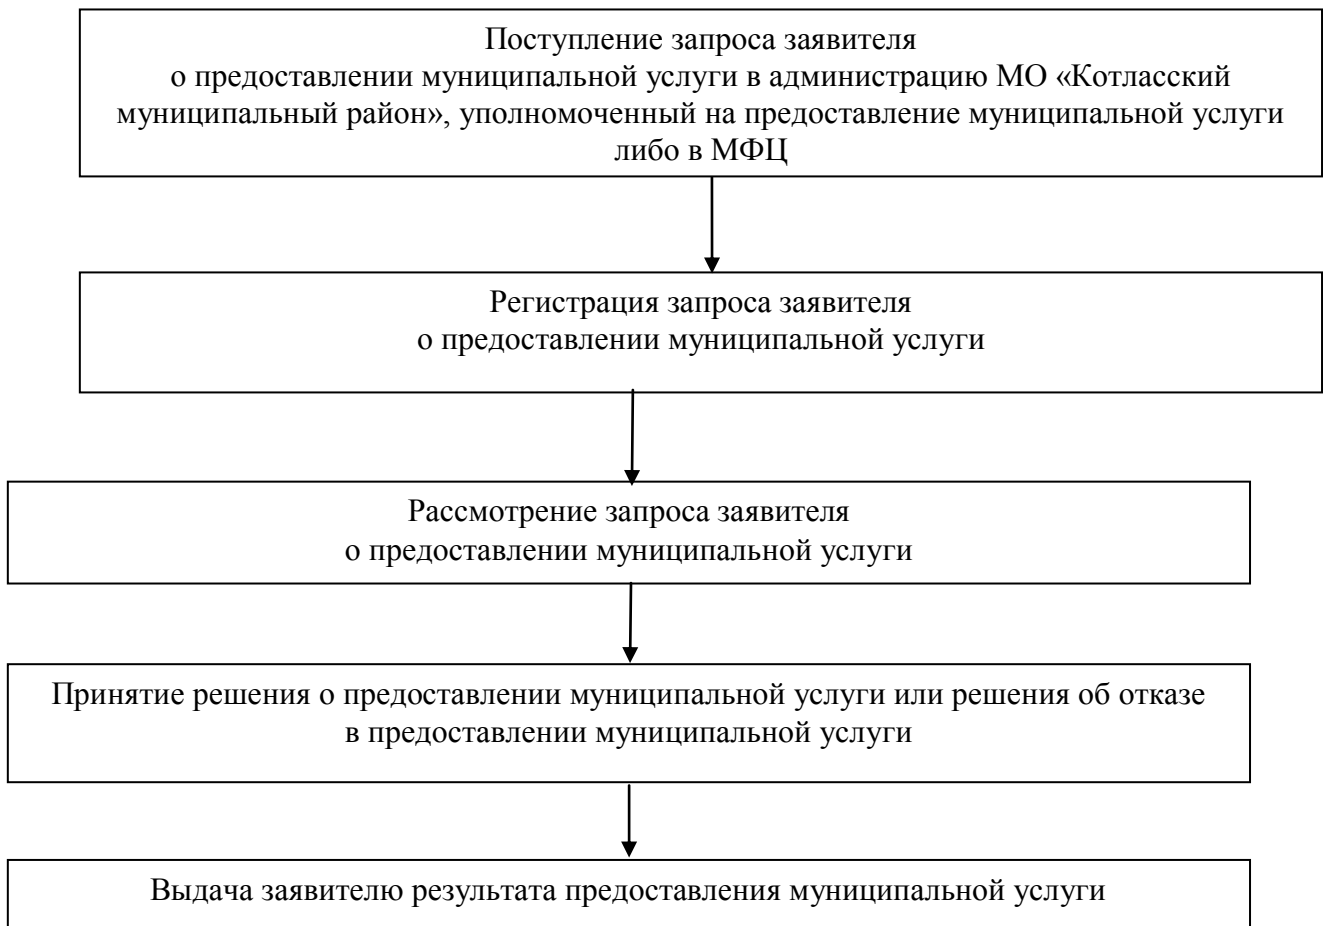 Поступление запроса заявителя
о предоставлении муниципальной услуги в администрацию МО «Котласский
муниципальный район», уполномоченный на предоставление муниципальной услуги
либо в МФЦ
Регистрация запроса заявителя
о предоставлении муниципальной услуги
Рассмотрение запроса заявителя
о предоставлении муниципальной услуги
Принятие решения о предоставлении муниципальной услуги или решения об отказе
в предоставлении муниципальной услуги
Выдача заявителю результата предоставления муниципальной услуги